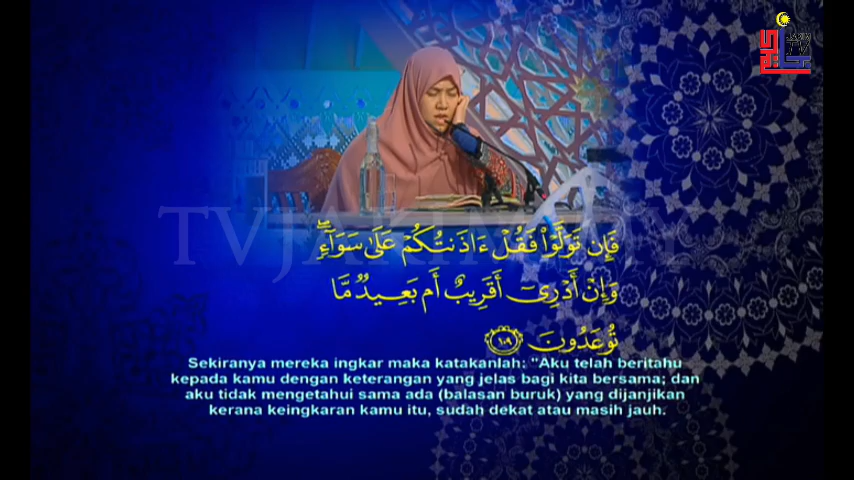 TVJAKIM
فَإِن تَوَلَّوْا۟ فَقُلْ ءَاذَنتُكُمْ عَلَىٰ سَوَآءٍۢ ۖ
وَإِنْ أَدْرِىٓ أَقَرِيبٌ أَم بَعِيدٌۭ مَّا
تُوعَدُونَ ١٠٩
Sekiranya mereka ingkar maka katakanlah: "Aku telah beritahu
kepada kamu dengan keterangan yang jelas bagi kita bersama; dan
aku tidak mengetahui sama ada (balasan buruk) yang dijanjikan
kerana keingkaran kamu itu, sudah dekat atau masih jauh.